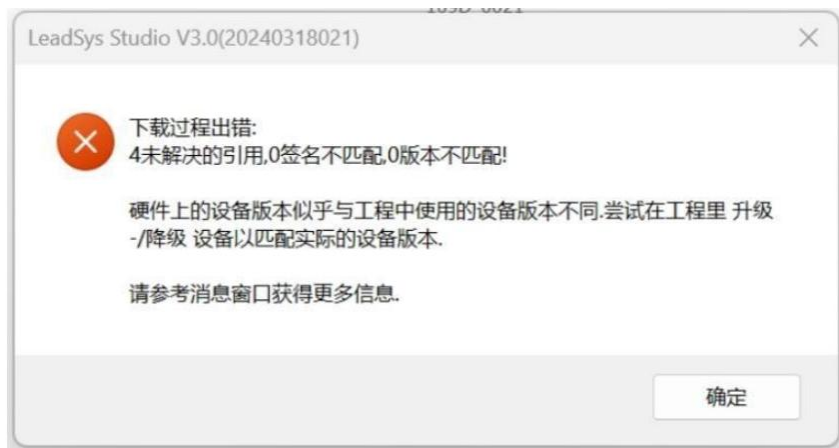 LeadSys Studio V3.0(20240318021)
下载过程出错:
4未解决的引用,0签名不匹配,0版本不匹配!
硬件上的设备版本似乎与工程中使用的设备版本不同.尝试在工程里 升级
-/降级 设备以匹配实际的设备版本.
请参考消息窗口获得更多信息.
确定